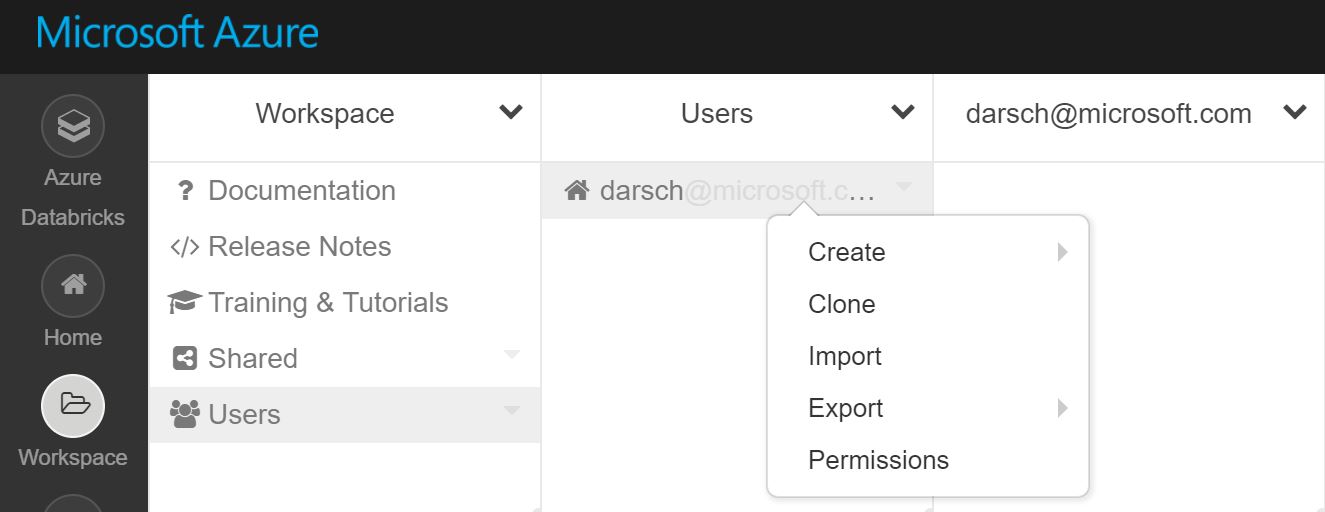 Microsoft Azure
Azure
Databricks
Home
Workspace
Workspace
? Documentation
</> Release Notes
Training & Tutorials
Shared
Users
Users
darsch@microsoft.c...
darsch@microsoft.com
Create
Clone
Import
Export
Permissions